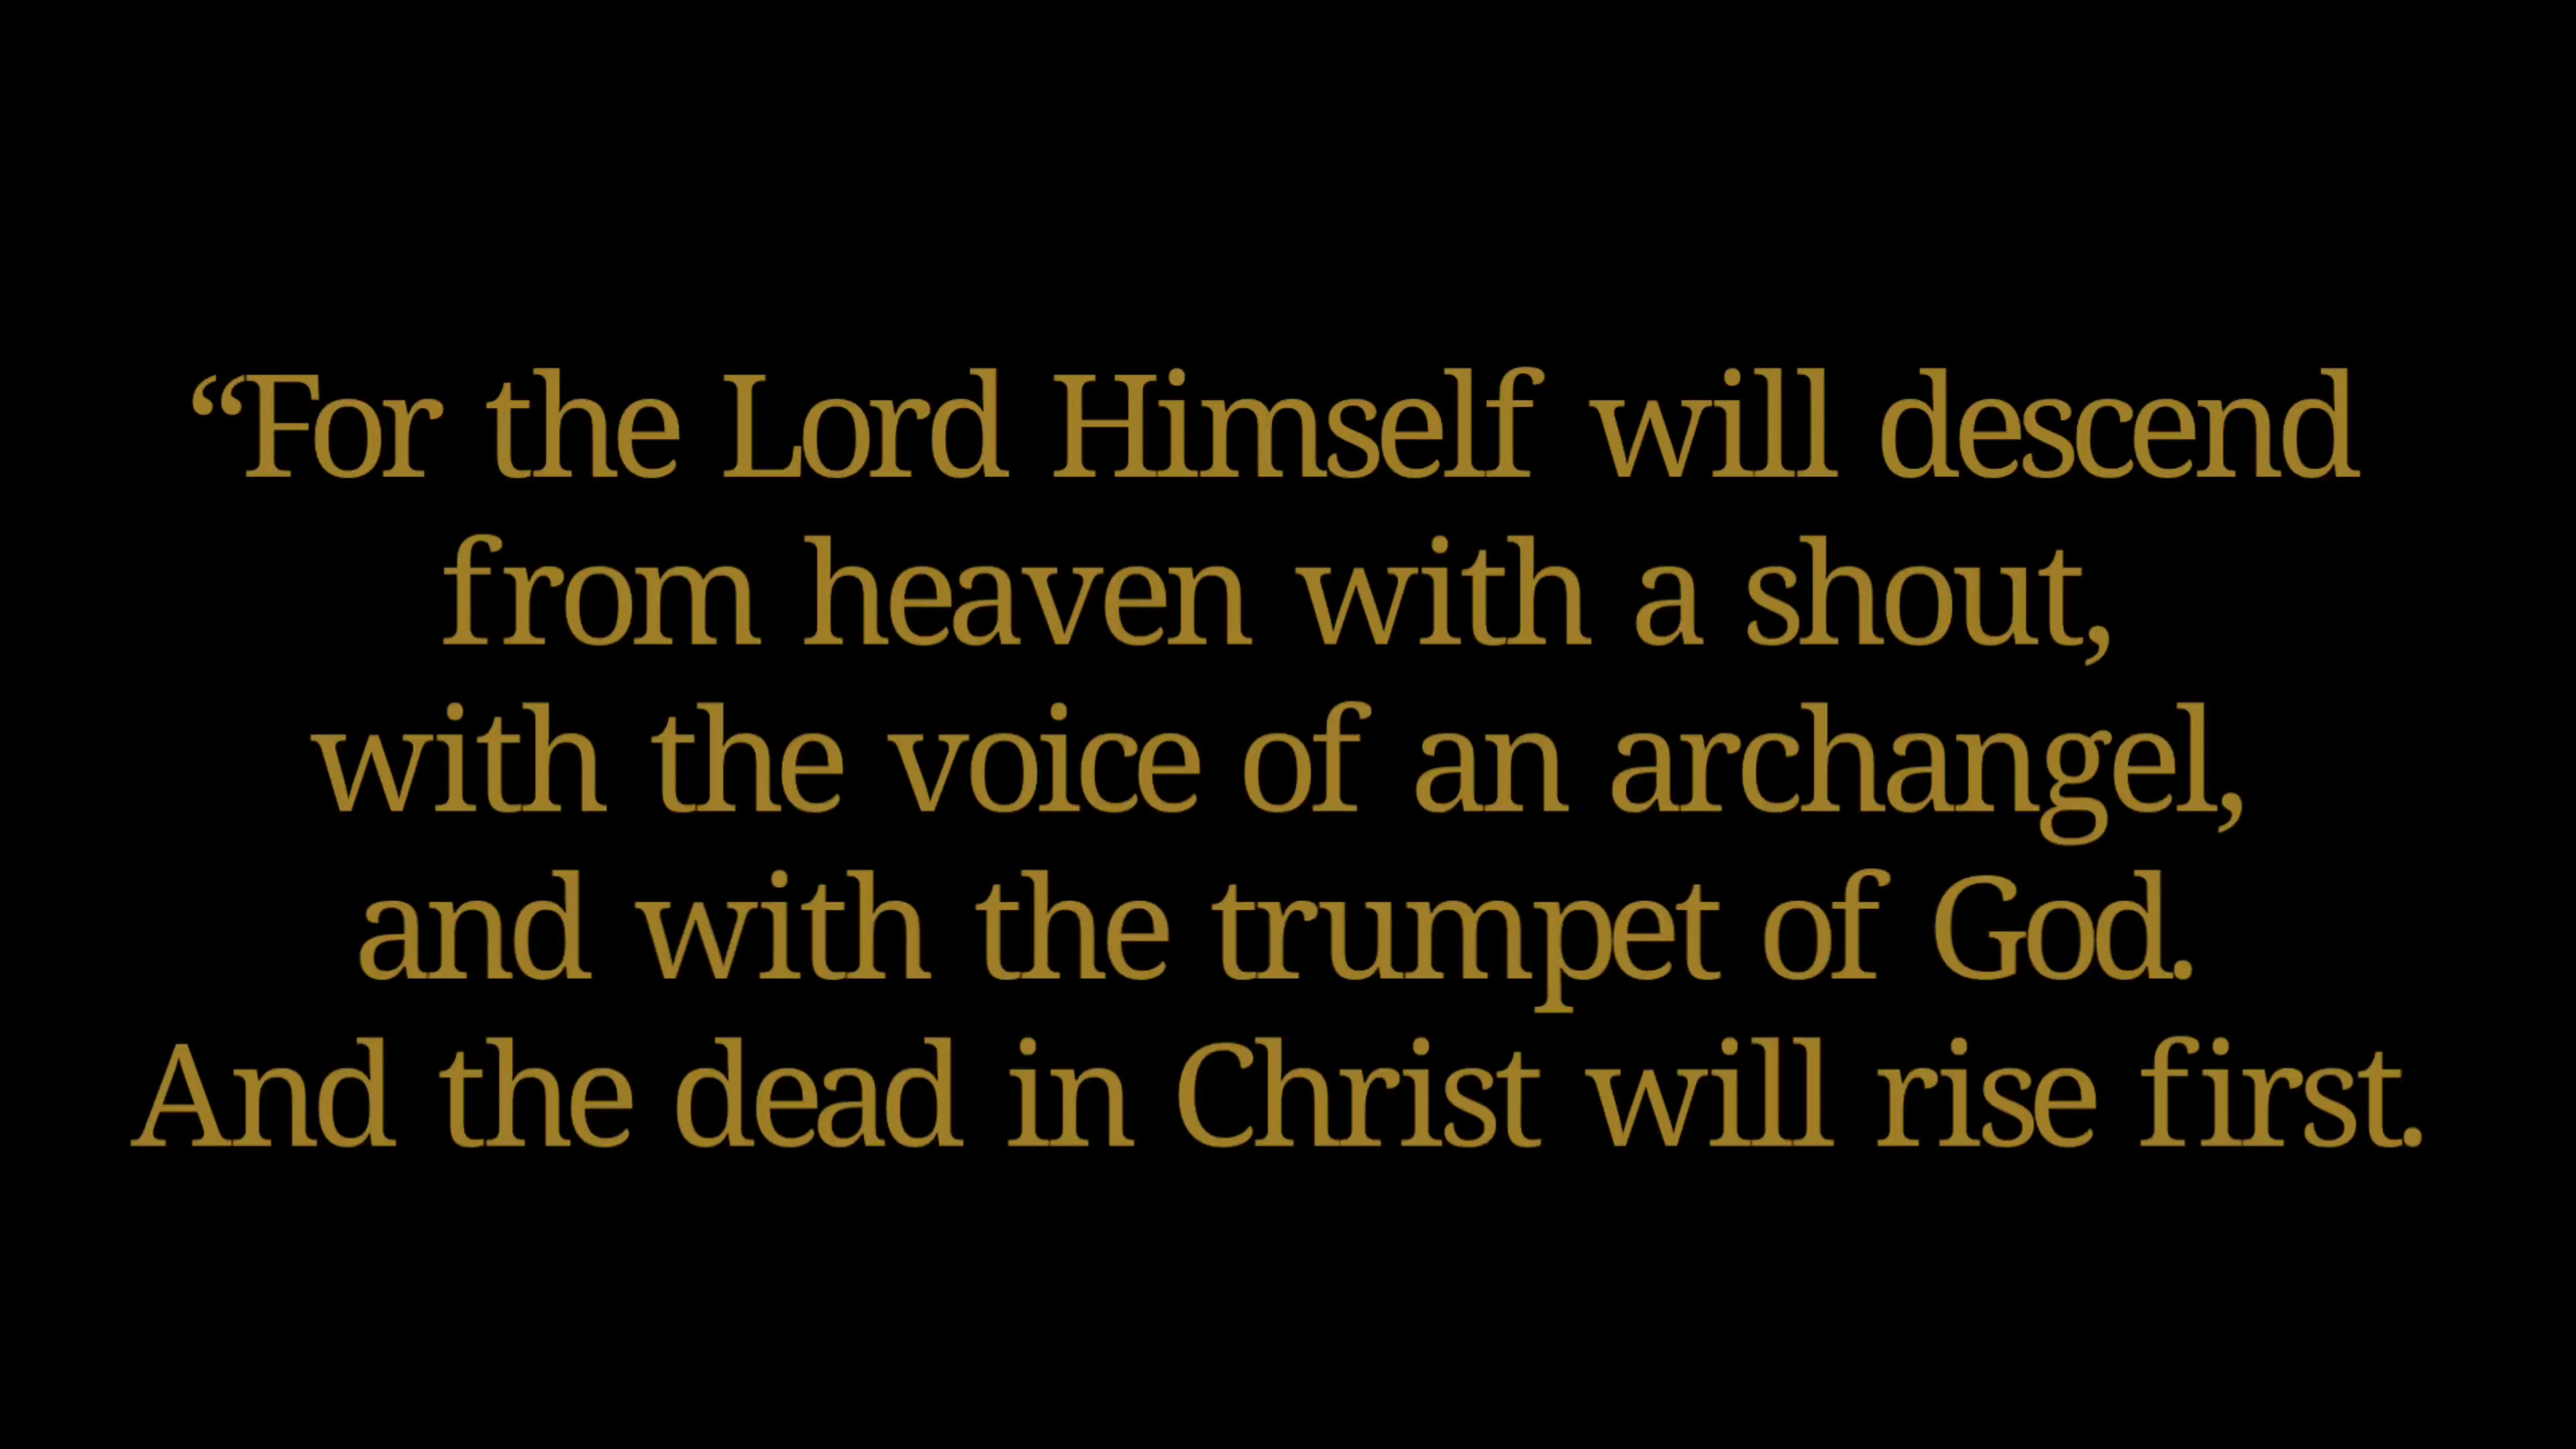 “For the Lord Himself will descend
from heaven with a shout,
with the voice of an archangel,
and with the trumpet of God.
And the dead in Christ will rise first.